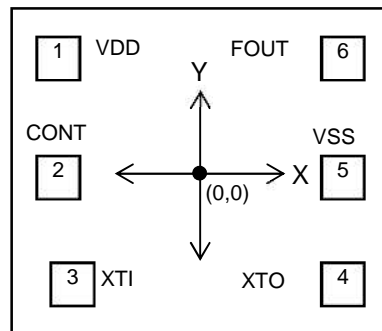 1 VDD FOUT 6
Y
CONT VSS
2 X 5
(0,0)
3 XTI XTO 4